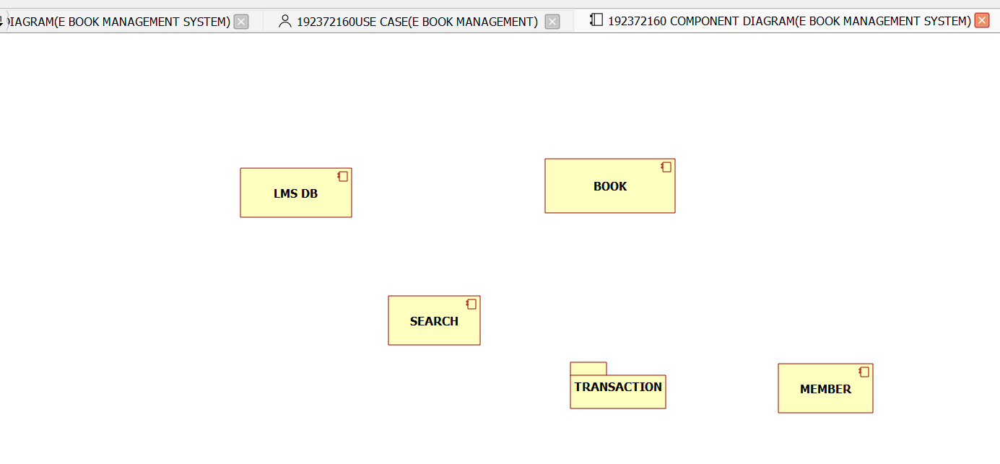 IAGRAM(E BOOK MANAGEMENT SYSTEM)
192372160USE CASE(E BOOK MANAGEMENT)
192372160 COMPONENT DIAGRAM(E BOOK MANAGEMENT SYSTEM)
LMS DB
BOOK
SEARCH
TRANSACTION
MEMBER